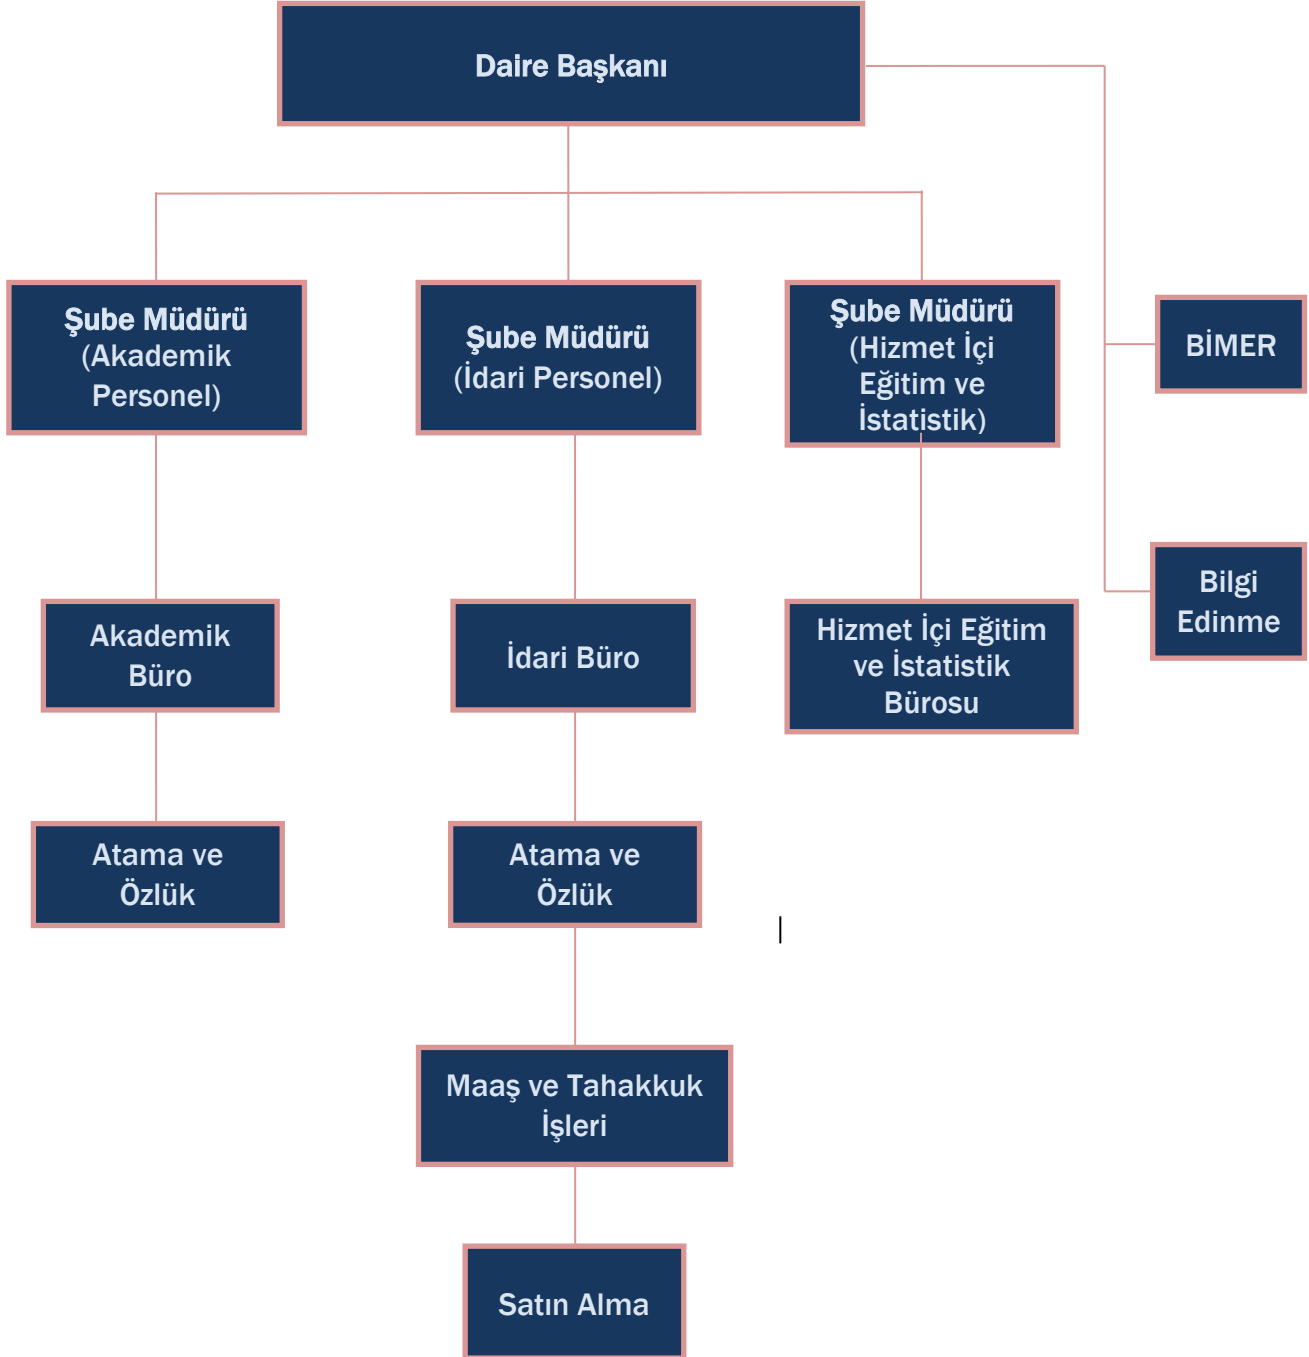 Daire Başkanı
Şube Müdürü
(Akademik
Personel)
Şube Müdürü
(İdari Personel)
Şube Müdürü
(Hizmet İçi
Eğitim ve
İstatistik)
BİMER
Bilgi
Edinme
Akademik
Büro
İdari Büro
Hizmet İçi Eğitim
ve İstatistik
Bürosu
Atama ve
Özlük
Atama ve
Özlük
Maaş ve Tahakkuk
İşleri
Satın Alma